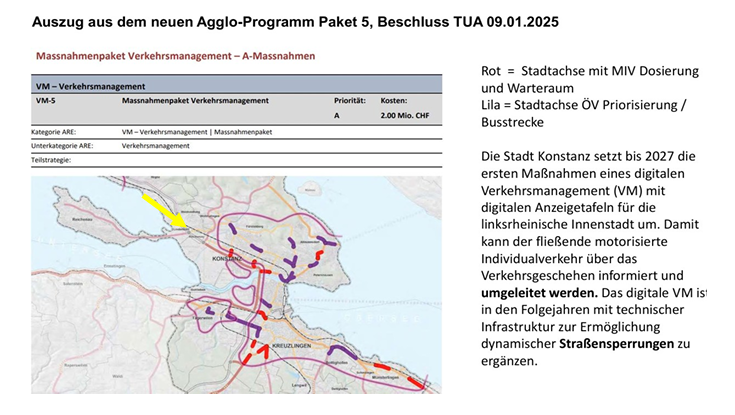 Auszug aus dem neuen Agglo-Programm Paket 5, Beschluss TUA 09.01.2025
Massnahmenpaket Verkehrsmanagement – A-Massnahmen
VM – Verkehrsmanagement
VM-5 Massnahmenpaket Verkehrsmanagement Priorität: Kosten:
A 2.00 Mio. CHF
Kategorie ARE: VM – Verkehrsmanagement | Massnahmenpaket
Unterkategorie ARE: Verkehrsmanagement
Teilstrategie:
KONSTANZ
KREUZLINGEN
Rot = Stadtachse mit MIV Dosierung
und Warteraum
Lila = Stadtachse ÖV Priorisierung /
Busstrecke
Die Stadt Konstanz setzt bis 2027 die
ersten Maßnahmen eines digitalen
Verkehrsmanagement (VM) mit
digitalen Anzeigetafeln für die
linksrheinische Innenstadt um. Damit
kann der fließende motorisierte
Individualverkehr über das
Verkehrsgeschehen informiert und
umgeleitet werden. Das digitale VM is
in den Folgejahren mit technischer
Infrastruktur zur Ermöglichung
dynamischer Straßensperrungen zu
ergänzen.